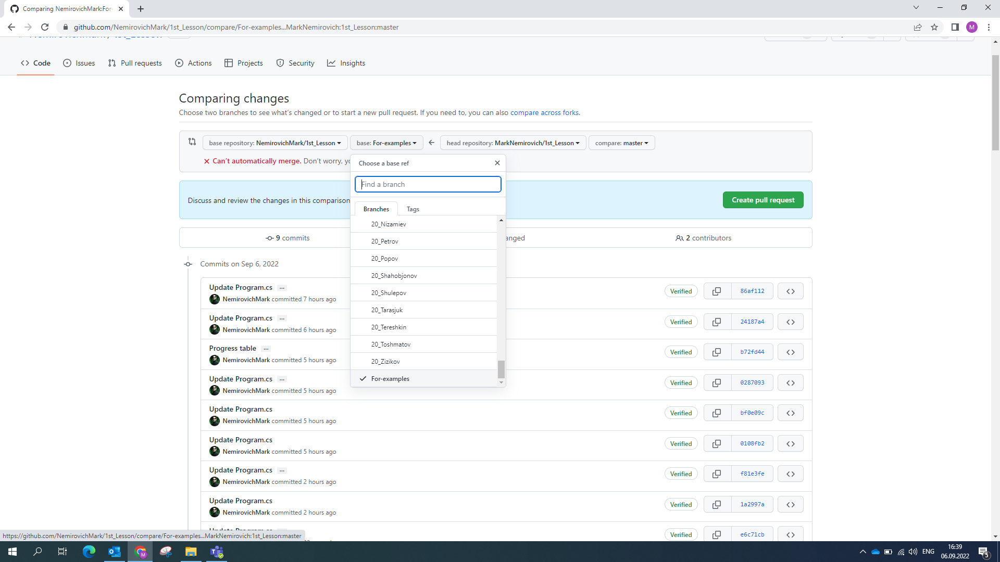 Comparing NemirovichMark:For-
github.com/NemirovichMark/1st_Lesson/compare/For-examples...MarkNemirovich:1st_Lesson:master
M
Code
Issues
Pull requests
Actions
Projects
Security
Insights
Comparing changes
Choose two branches to see what's changed or to start a new pull request. If you need to, you can also compare across forks.
base repository: NemirovichMark/1st_Lesson
base: For-examples
head repository: MarkNemirovich/1st_Lesson
compare: master
Can't automatically merge. Don't worry,
Choose a base ref
Find a branch
Discuss and review the changes in this comparison
Create pull request
Branches
Tags
20_Nizamiev
20_Petrov
20_Popov
20_Shahobjonov
20_Shulepov
20_Tarasjuk
20_Tereshkin
20_Toshmatov
20_Zizikov
For-examples
9 commits
anged
2 contributors
Commits on Sep 6, 2022
Update Program.cs ...
NemirovichMark committed 7 hours ago
Verified
86af112
Update Program.cs ...
NemirovichMark committed 6 hours ago
Verified
24187a4
Progress table ...
NemirovichMark committed 5 hours ago
Verified
b72fd44
Update Program.cs ...
NemirovichMark committed 5 hours ago
Verified
0287093
Update Program.cs
NemirovichMark committed 5 hours ago
Verified
bf0e09c
Update Program.cs
NemirovichMark committed 5 hours ago
Verified
0108fb2
Update Program.cs ...
NemirovichMark committed 2 hours ago
Verified
f81e3fe
Update Program.cs
NemirovichMark committed 2 hours ago
Verified
1a2997a
Verified
e6c71cb
https://github.com/NemirovichMark/1st_Lesson/compare/For-examples...MarkNemirovich:1st_Lesson:master
ENG
16:39
06.09.2022
5